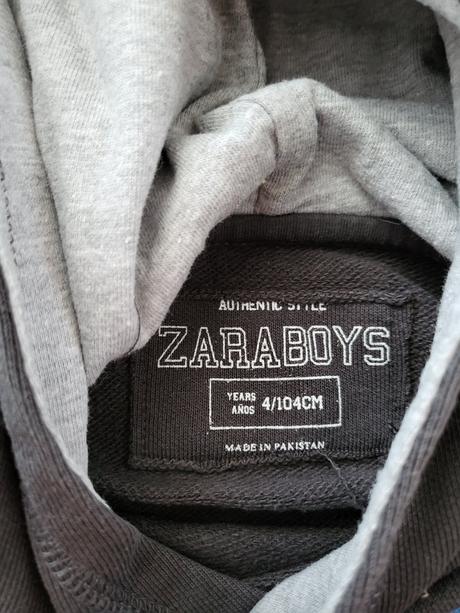 AUTHENTIC STYLE
ZARABOYS
YEARS
AÑOS 4/104CM
MADE IN PAKISTAN